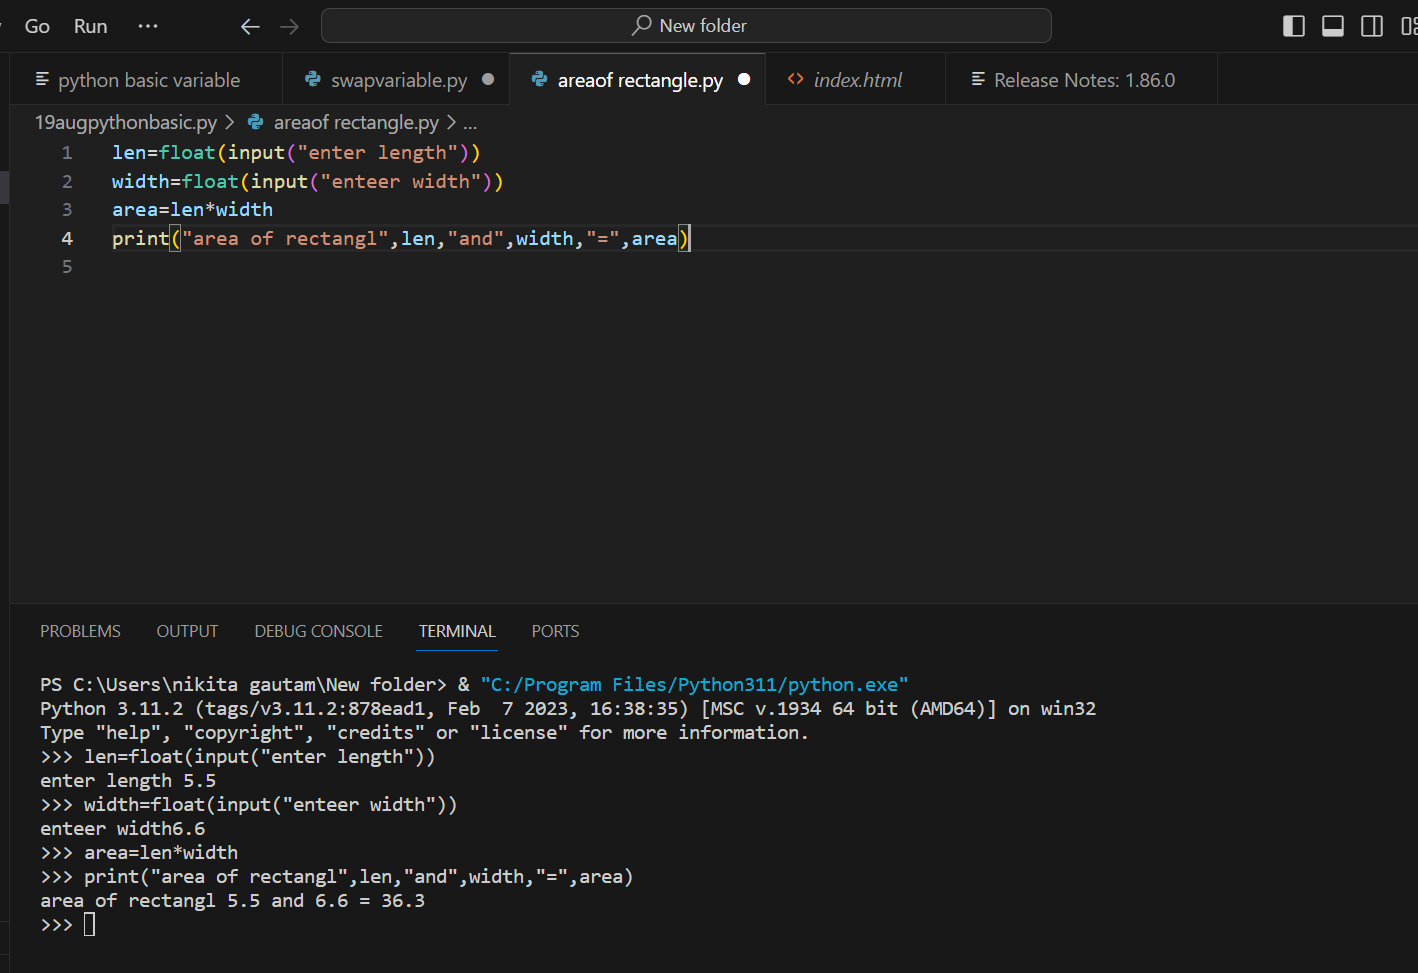 Go Run ··· ← → New folder
python basic variable swapvariable.py areaof rectangle.py index.html Release Notes: 1.86.0
19augpythonbasic.py > areaof rectangle.py > ...
1 len=float(input("enter length"))
2 width=float(input("enteer width"))
3 area=len*width
4 print("area of rectangl",len,"and",width,"=",area)
5
PROBLEMS OUTPUT DEBUG CONSOLE TERMINAL PORTS
PS C:\Users\nikita gautam\New folder> & "C:/Program Files/Python311/python.exe"
Python 3.11.2 (tags/v3.11.2:878ead1, Feb  7 2023, 16:38:35) [MSC v.1934 64 bit (AMD64)] on win32
Type "help", "copyright", "credits" or "license" for more information.
>>> len=float(input("enter length"))
enter length 5.5
>>> width=float(input("enteer width"))
enteer width6.6
>>> area=len*width
>>> print("area of rectangl",len,"and",width,"=",area)
area of rectangl 5.5 and 6.6 = 36.3
>>>